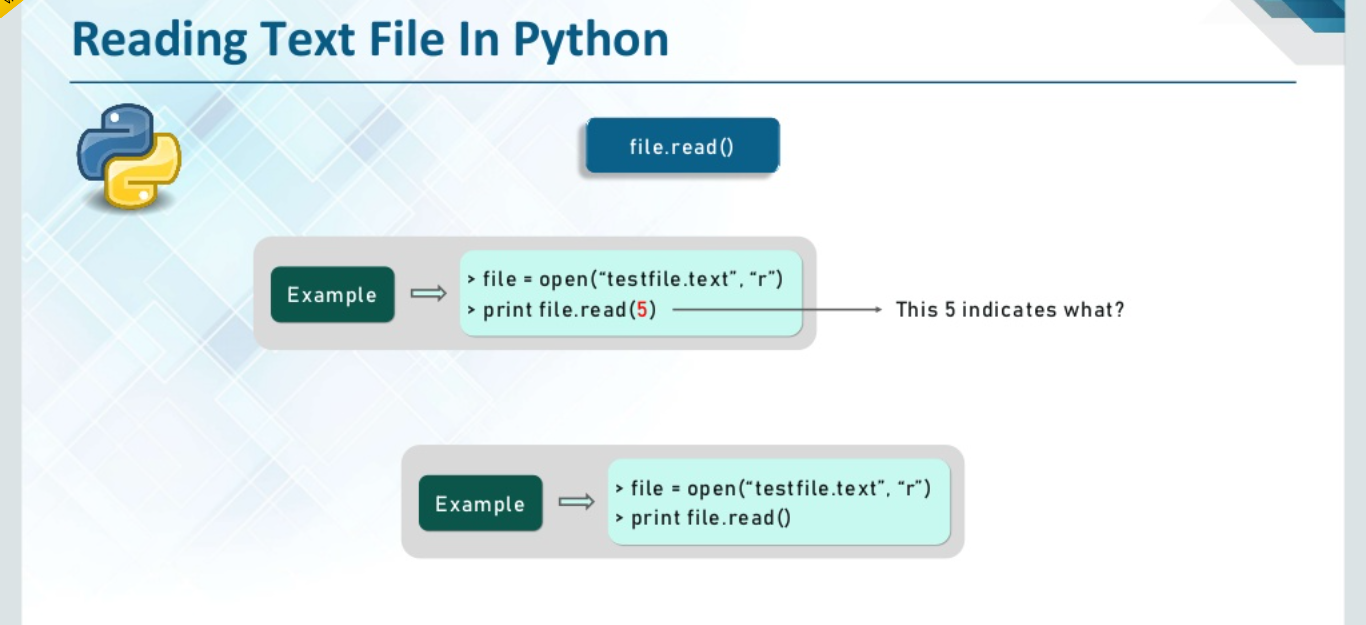 Reading Text File In Python
file.read()
Example
> file = open(“testfile.text”, “r”)
> print file.read(5)
This 5 indicates what?
Example
> file = open(“testfile.text”, “r”)
> print file.read()